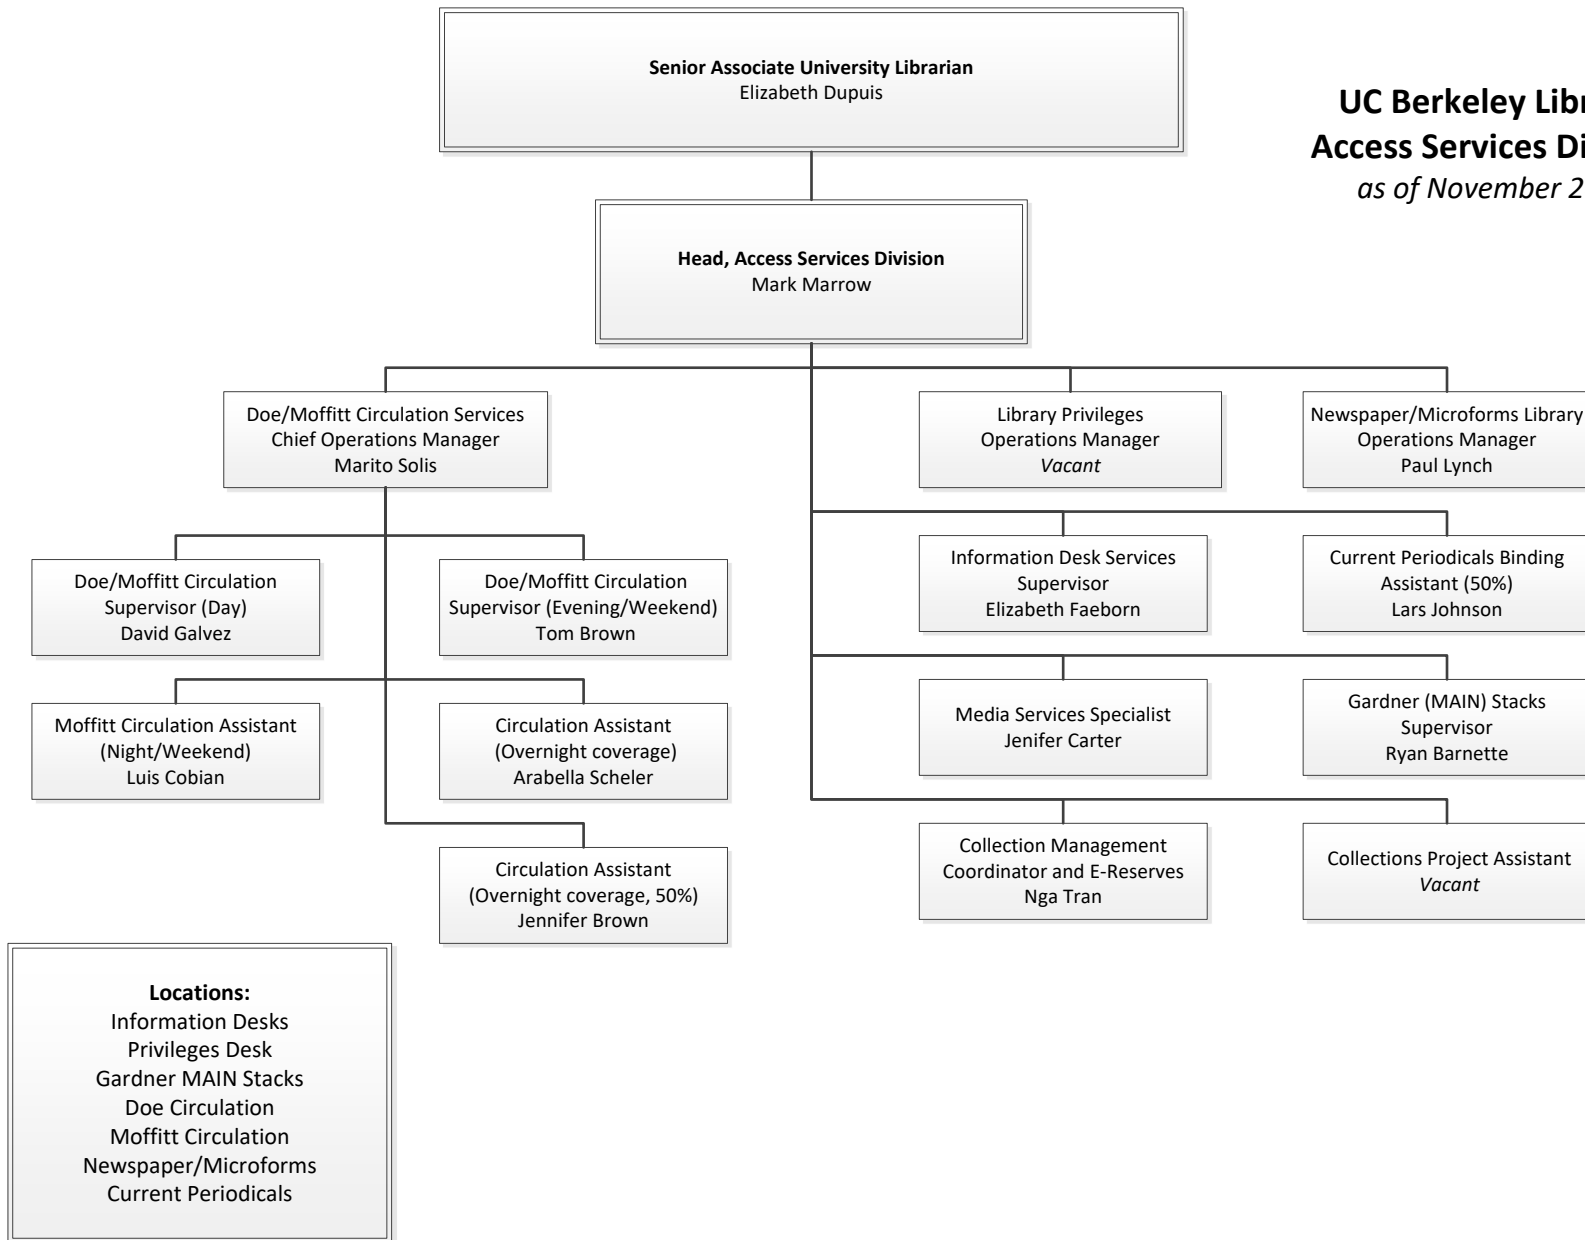 Senior Associate University Librarian
Elizabeth Dupuis
UC Berkeley
Access Services
as of November
Head, Access Services Division
Mark Marrow
Doe/Moffitt Circulation Services
Chief Operations Manager
Marito Solis
Library Privileges
Operations Manager
Vacant
Newspaper/Microforms Library
Operations Manager
Paul Lynch
Doe/Moffitt Circulation
Supervisor (Day)
David Galvez
Doe/Moffitt Circulation
Supervisor (Evening/Weekend)
Tom Brown
Information Desk Services
Supervisor
Elizabeth Faeborn
Current Periodicals Binding
Assistant (50%)
Lars Johnson
Moffitt Circulation Assistant
(Night/Weekend)
Luis Cobian
Circulation Assistant
(Overnight coverage)
Arabella Scheler
Media Services Specialist
Jenifer Carter
Gardner (MAIN) Stacks
Supervisor
Ryan Barnette
Circulation Assistant
(Overnight coverage, 50%)
Jennifer Brown
Collection Management
Coordinator and E-Reserves
Nga Tran
Collections Project Assistant
Vacant
Locations:
Information Desks
Privileges Desk
Gardner MAIN Stacks
Doe Circulation
Moffitt Circulation
Newspaper/Microforms
Current Periodicals